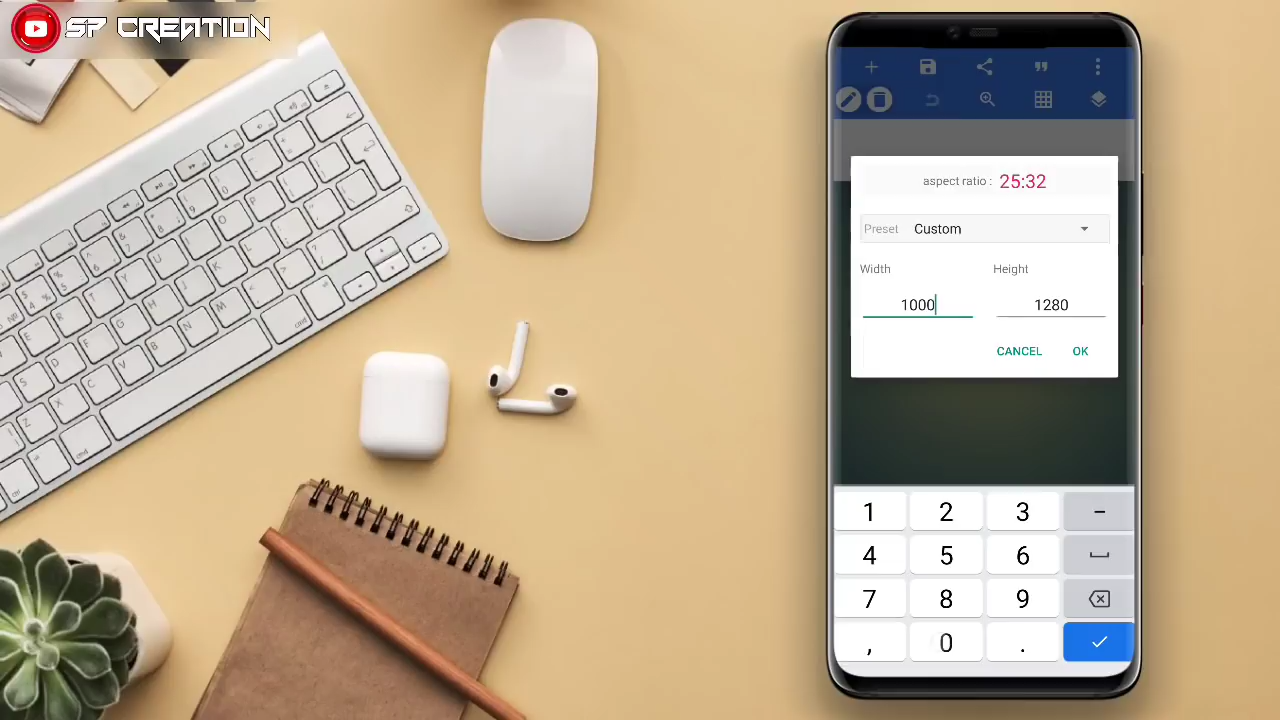 SP CREATION
aspect ratio : 25:32
Preset Custom
Width Height
1000 1280
CANCEL OK
1 2 3 -
4 5 6
7 8 9
, 0 .